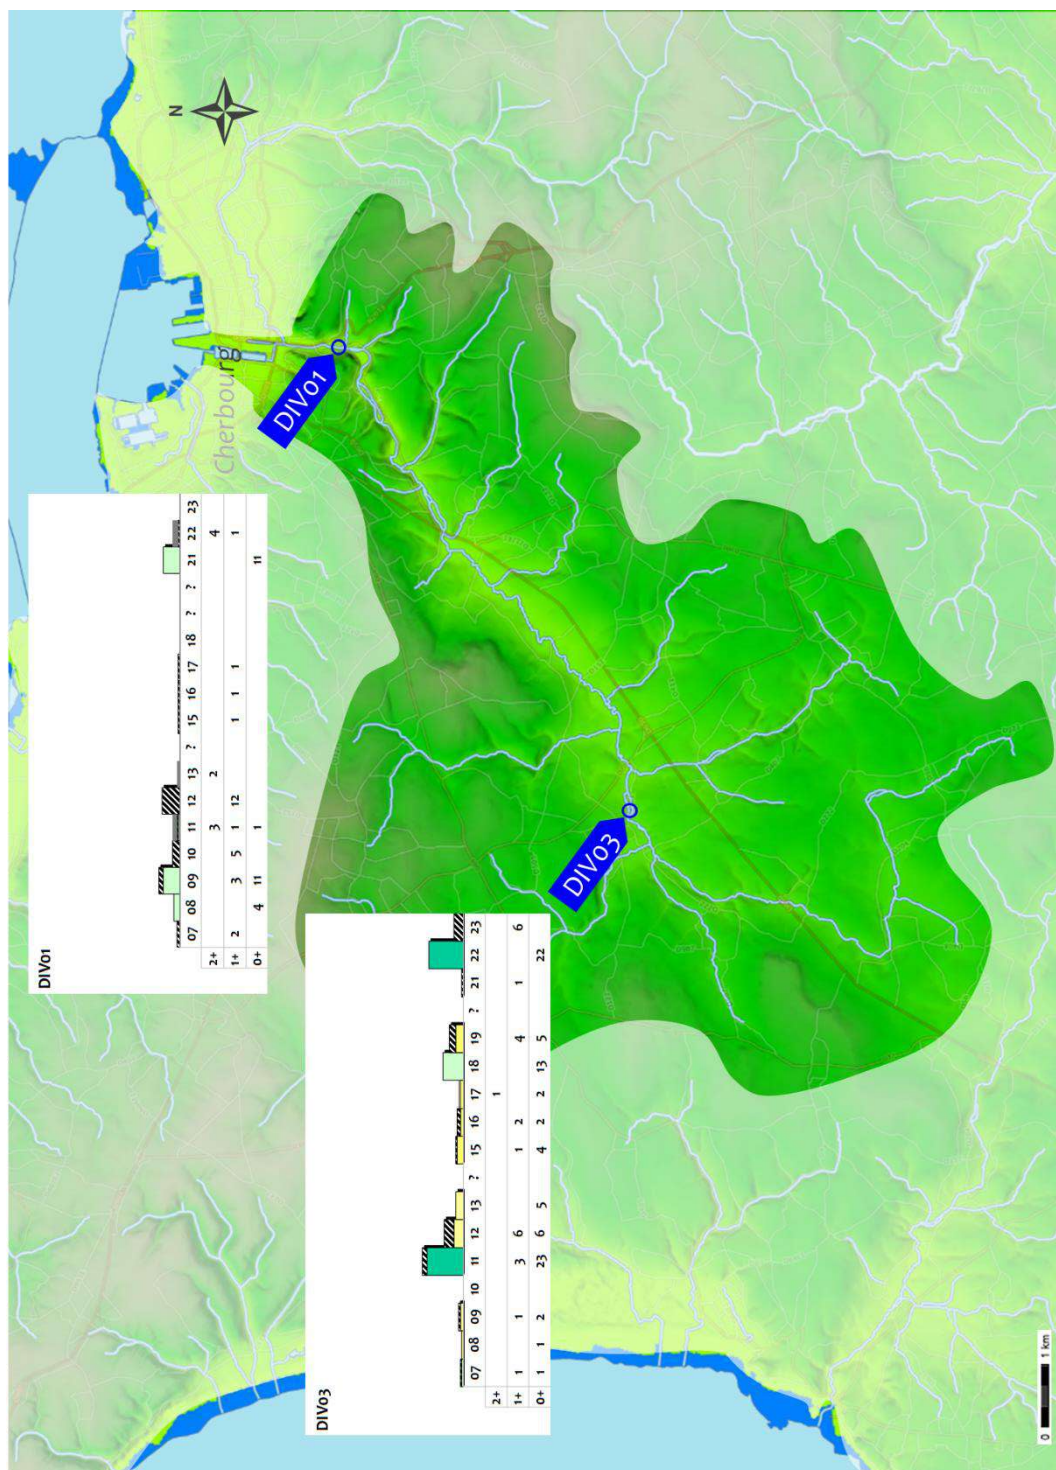 N
Cherbourg
DIV01
DIV03
DIV01
07 08 09 10 11 12 13 ? 15 16 17 18 ? ? 21 22 23
2+ 3 2 4
1+ 2 3 5 1 12 1 1 1 1
0+ 4 11 1 11
DIV03
07 08 09 10 11 12 13 ? 15 16 17 18 19 ? 21 22 23
2+ 1
1+ 1 1 3 6 1 2 4 1 6
0+ 1 1 2 23 6 5 4 2 2 13 5 22
0 1 km